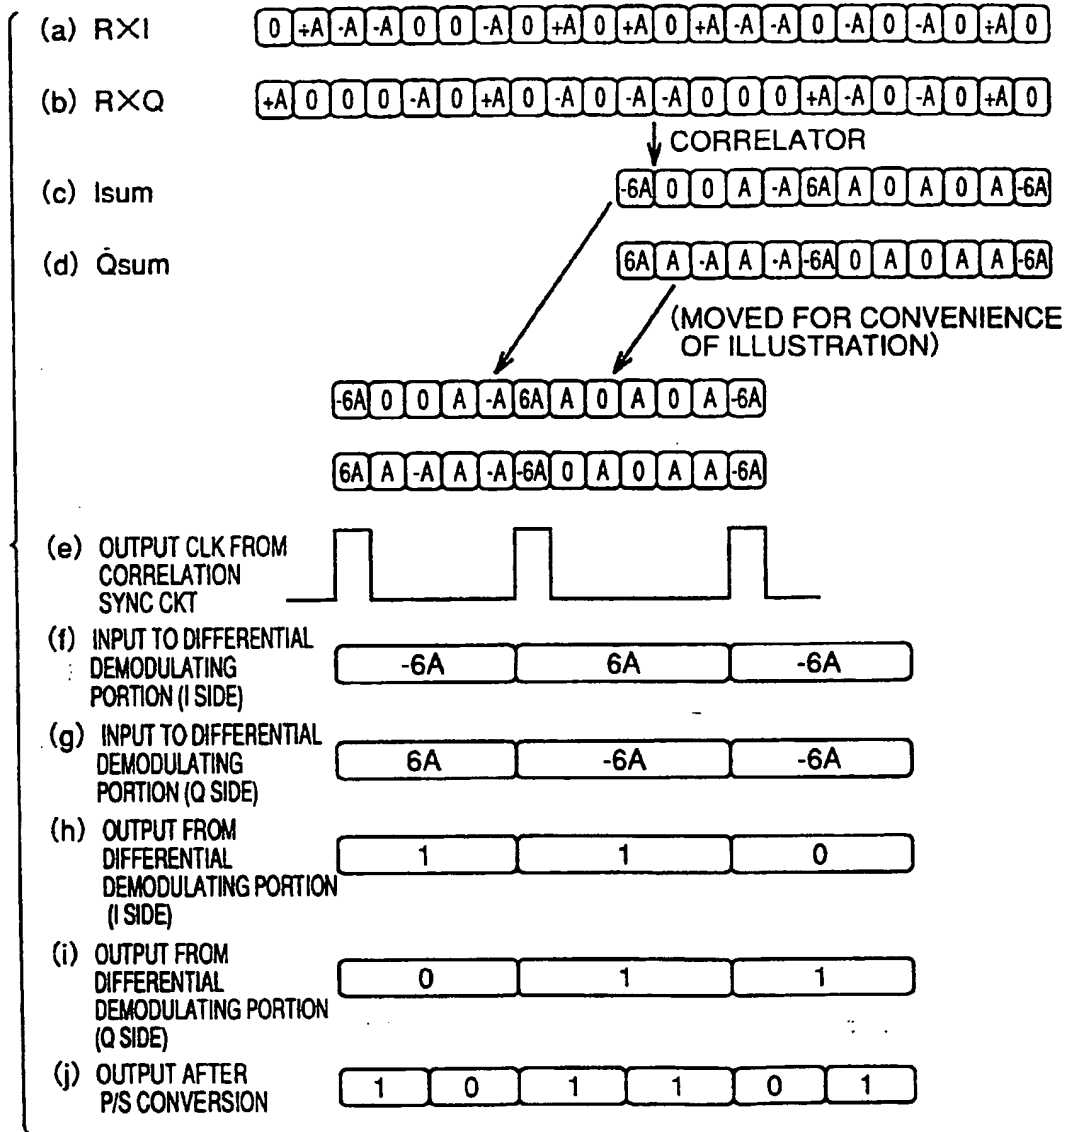 (a) RXI 0 +A -A -A 0 0 -A 0 +A 0 +A 0 +A -A -A 0 -A 0 -A 0 +A 0
(b) RXQ +A 0 0 0 -A 0 +A 0 -A 0 -A -A 0 0 0 +A -A 0 -A 0 +A 0
CORRELATOR
(c) Isum -6A 0 0 A -A 6A A 0 A 0 A -6A
(d) Qsum 6A A -A A -A -6A 0 A 0 A A -6A
(MOVED FOR CONVENIENCE
OF ILLUSTRATION)
-6A 0 0 A -A 6A A 0 A 0 A -6A
6A A -A A -A -6A 0 A 0 A A -6A
(e) OUTPUT CLK FROM
CORRELATION
SYNC CKT
(f) INPUT TO DIFFERENTIAL
DEMODULATING
PORTION (I SIDE)
-6A 6A -6A
(g) INPUT TO DIFFERENTIAL
DEMODULATING
PORTION (Q SIDE)
6A -6A -6A
(h) OUTPUT FROM
DIFFERENTIAL
DEMODULATING PORTION
(I SIDE)
1 1 0
(i) OUTPUT FROM
DIFFERENTIAL
DEMODULATING PORTION
(Q SIDE)
0 1 1
(j) OUTPUT AFTER
P/S CONVERSION
1 0 1 1 0 1